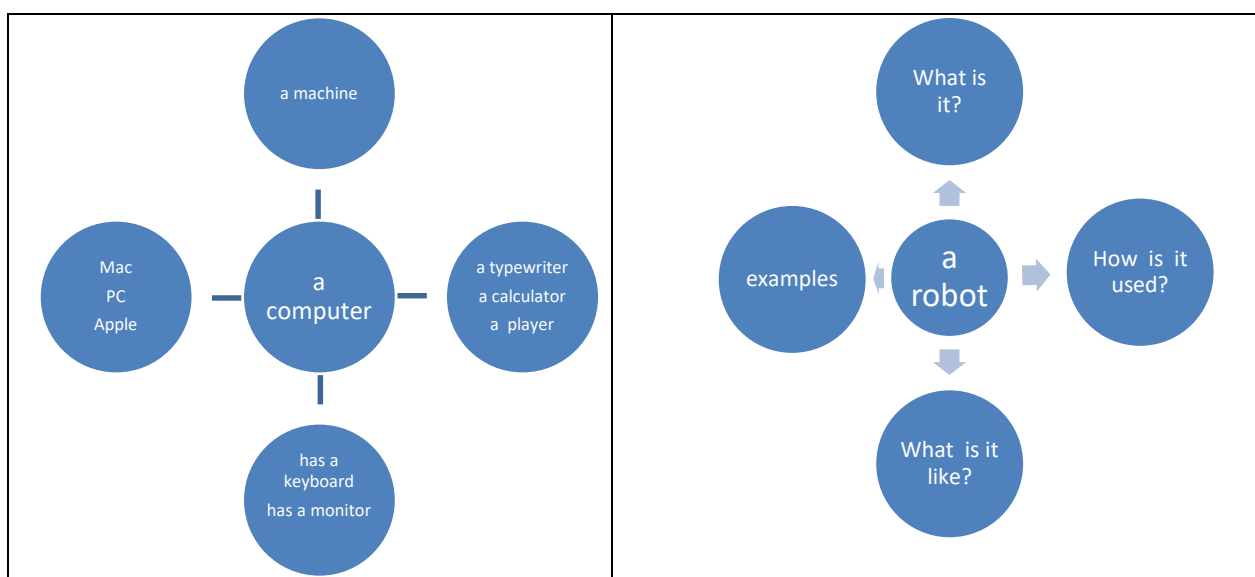 a machine
Mac
PC
Apple
a
computer
a typewriter
a calculator
a player
has a
keyboard
has a monitor
What is
it?
examples
a
robot
How is it
used?
What is it
like?